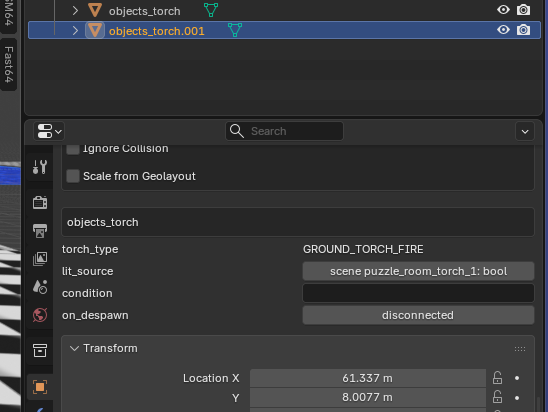 SM64
Fast64
objects_torch
objects_torch.001
Search
Ignore Collision
Scale from Geolayout
objects_torch
torch_type GROUND_TORCH_FIRE
lit_source scene puzzle_room_torch_1: bool
condition
on_despawn disconnected
Transform
Location X 61.337 m
Y 8.0077 m